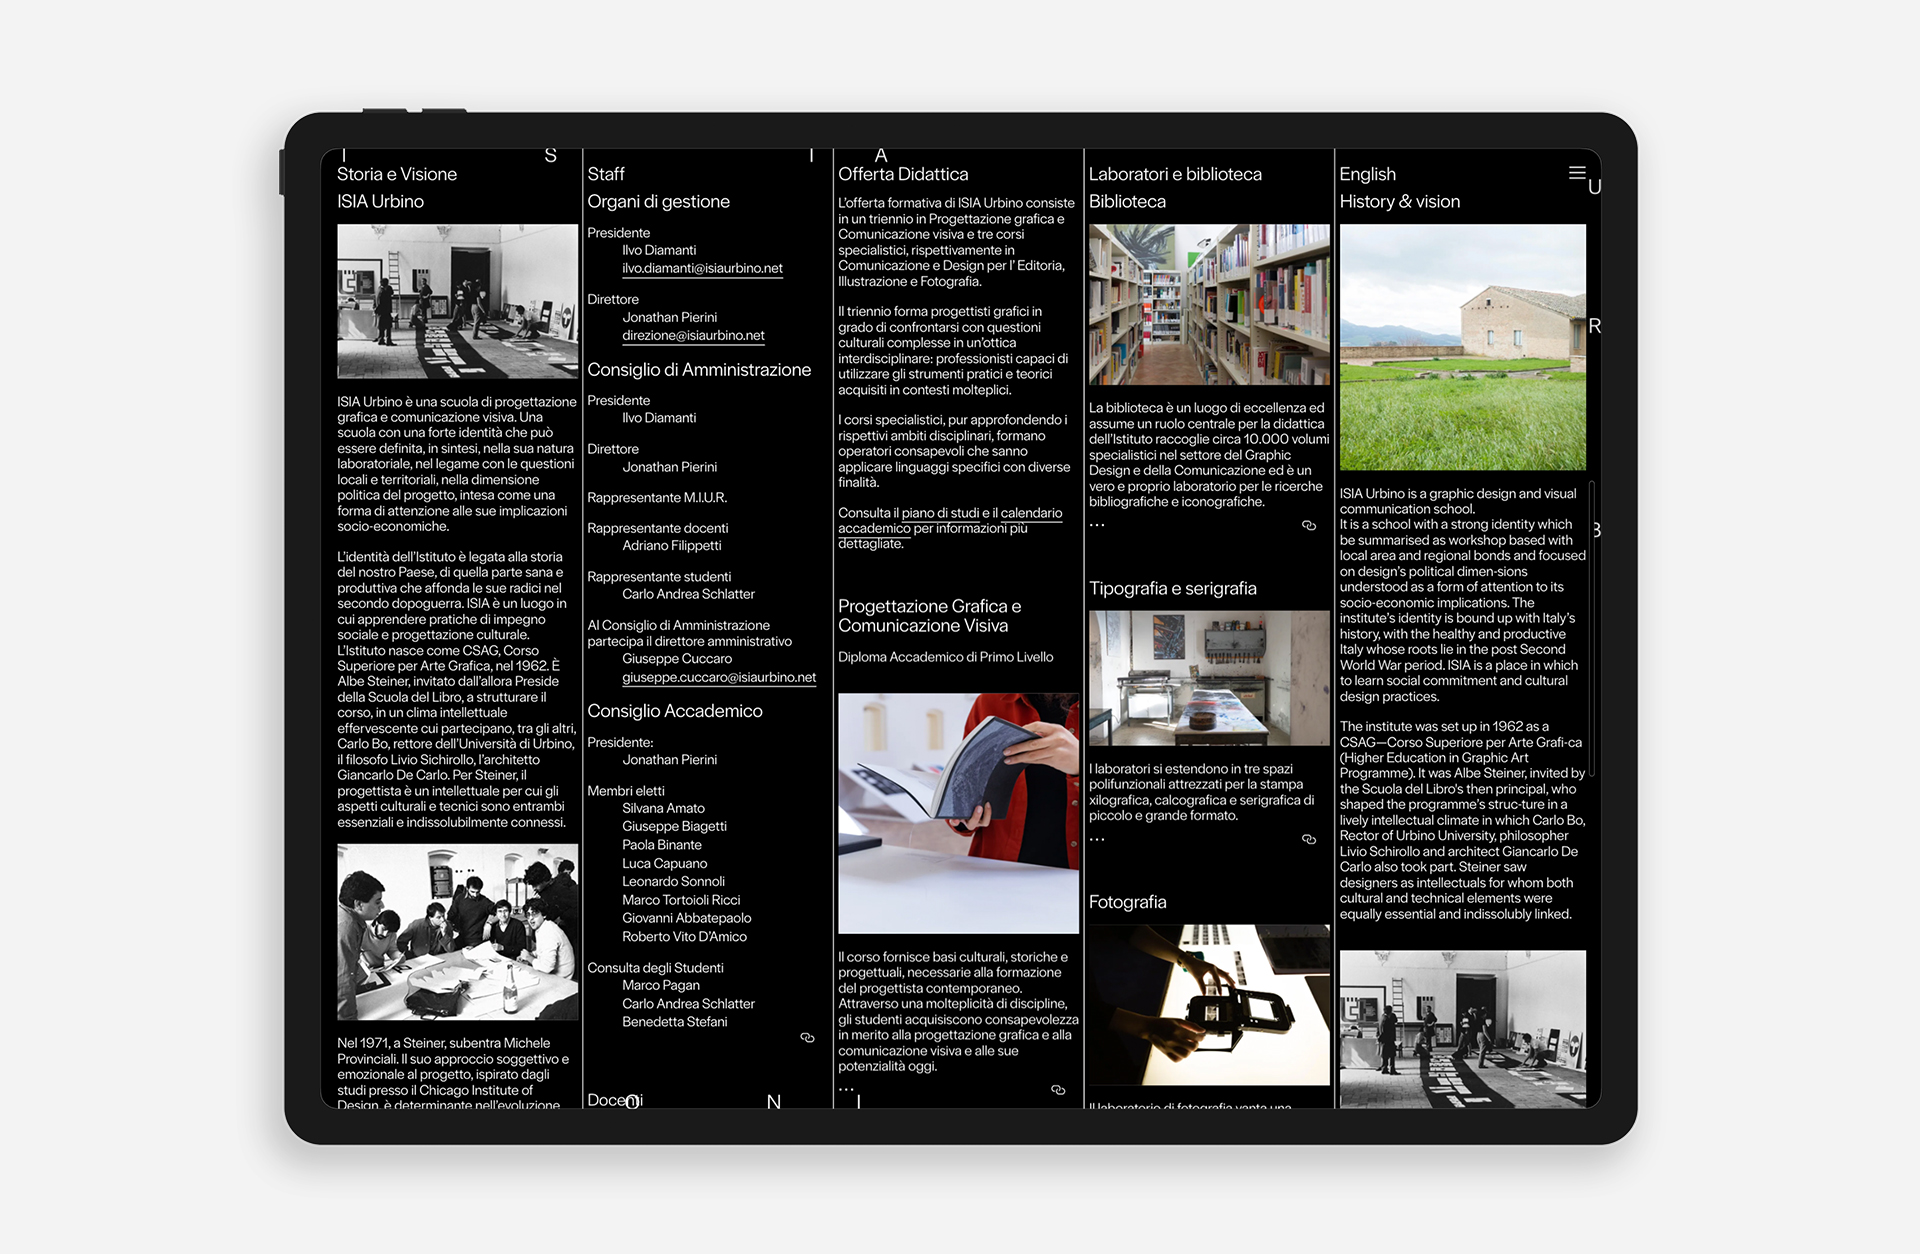 I S I A
Storia e Visione
ISIA Urbino
ISIA Urbino è una scuola di progettazione
grafica e comunicazione visiva. Una
scuola con una forte identità che può
essere definita, in sintesi, nella sua natura
laboratoriale, nel legame con le questioni
locali e territoriali, nella dimensione
politica del progetto, intesa come una
forma di attenzione alle sue implicazioni
socio-economiche.
L'identità dell'Istituto è legata alla storia
del nostro Paese, di quella parte sana e
produttiva che affonda le sue radici nel
secondo dopoguerra. ISIA è un luogo in
cui apprendere pratiche di impegno
sociale e progettazione culturale.
L'Istituto nasce come CSAG, Corso
Superiore per Arte Grafica, nel 1962. È
Albe Steiner, invitato dall'allora Preside
della Scuola del Libro, a strutturare il
corso, in un clima intellettuale
effervescente cui partecipano, tra gli altri,
Carlo Bo, rettore dell'Università di Urbino,
il filosofo Livio Sichirollo, l'architetto
Giancarlo De Carlo. Per Steiner, il
progettista è un intellettuale per cui gli
aspetti culturali e tecnici sono entrambi
essenziali e indissolubilmente connessi.
Nel 1971, a Steiner, subentra Michele
Provinciali. Il suo approccio soggettivo e
emozionale al progetto, ispirato dagli
studi presso il Chicago Institute of
Design, è determinante nell'evoluzione
Staff
Organi di gestione
Presidente
Ilvo Diamanti
ilvo.diamanti@isiaurbino.net
Direttore
Jonathan Pierini
direzione@isiaurbino.net
Consiglio di Amministrazione
Presidente
Ilvo Diamanti
Direttore
Jonathan Pierini
Rappresentante M.I.U.R.
Rappresentante docenti
Adriano Filippetti
Rappresentante studenti
Carlo Andrea Schlatter
Al Consiglio di Amministrazione
partecipa il direttore amministrativo
Giuseppe Cuccaro
giuseppe.cuccaro@isiaurbino.net
Consiglio Accademico
Presidente:
Jonathan Pierini
Membri eletti
Silvana Amato
Giuseppe Biagetti
Paola Binante
Luca Capuano
Leonardo Sonnoli
Marco Tortoioli Ricci
Giovanni Abbatepaolo
Roberto Vito D'Amico
Consulta degli Studenti
Marco Pagan
Carlo Andrea Schlatter
Benedetta Stefani
Docenti
Offerta Didattica
L'offerta formativa di ISIA Urbino consiste
in un triennio in Progettazione grafica e
Comunicazione visiva e tre corsi
specialistici, rispettivamente in
Comunicazione e Design per l' Editoria,
Illustrazione e Fotografia.
Il triennio forma progettisti grafici in
grado di confrontarsi con questioni
culturali complesse in un'ottica
interdisciplinare: professionisti capaci di
utilizzare gli strumenti pratici e teorici
acquisiti in contesti molteplici.
I corsi specialistici, pur approfondendo i
rispettivi ambiti disciplinari, formano
operatori consapevoli che sanno
applicare linguaggi specifici con diverse
finalità.
Consulta il piano di studi e il calendario
accademico per informazioni più
dettagliate.
Progettazione Grafica e
Comunicazione Visiva
Diploma Accademico di Primo Livello
Il corso fornisce basi culturali, storiche e
progettuali, necessarie alla formazione
del progettista contemporaneo.
Attraverso una molteplicità di discipline,
gli studenti acquisiscono consapevolezza
in merito alla progettazione grafica e alla
comunicazione visiva e alle sue
potenzialità oggi.
...
Laboratori e biblioteca
Biblioteca
La biblioteca è un luogo di eccellenza ed
assume un ruolo centrale per la didattica
dell'Istituto raccoglie circa 10.000 volumi
specialistici nel settore del Graphic
Design e della Comunicazione ed è un
vero e proprio laboratorio per le ricerche
bibliografiche e iconografiche.
...
Tipografia e serigrafia
I laboratori si estendono in tre spazi
polifunzionali attrezzati per la stampa
xilografica, calcografica e serigrafica di
piccolo e grande formato.
...
Fotografia
Il laboratorio di fotografia vanta una
English
History & vision
ISIA Urbino is a graphic design and visual
communication school.
It is a school with a strong identity which
be summarised as workshop based with
local area and regional bonds and focused
on design's political dimen-sions
understood as a form of attention to its
socio-economic implications. The
institute's identity is bound up with Italy's
history, with the healthy and productive
Italy whose roots lie in the post Second
World War period. ISIA is a place in which
to learn social commitment and cultural
design practices.
The institute was set up in 1962 as a
CSAG—Corso Superiore per Arte Grafi-ca
(Higher Education in Graphic Art
Programme). It was Albe Steiner, invited by
the Scuola del Libro's then principal, who
shaped the programme's struc-ture in a
lively intellectual climate in which Carlo Bo,
Rector of Urbino University, philosopher
Livio Schirollo and architect Giancarlo De
Carlo also took part. Steiner saw
designers as intellectuals for whom both
cultural and technical elements were
equally essential and indissolubly linked.
U
R
B
O N I